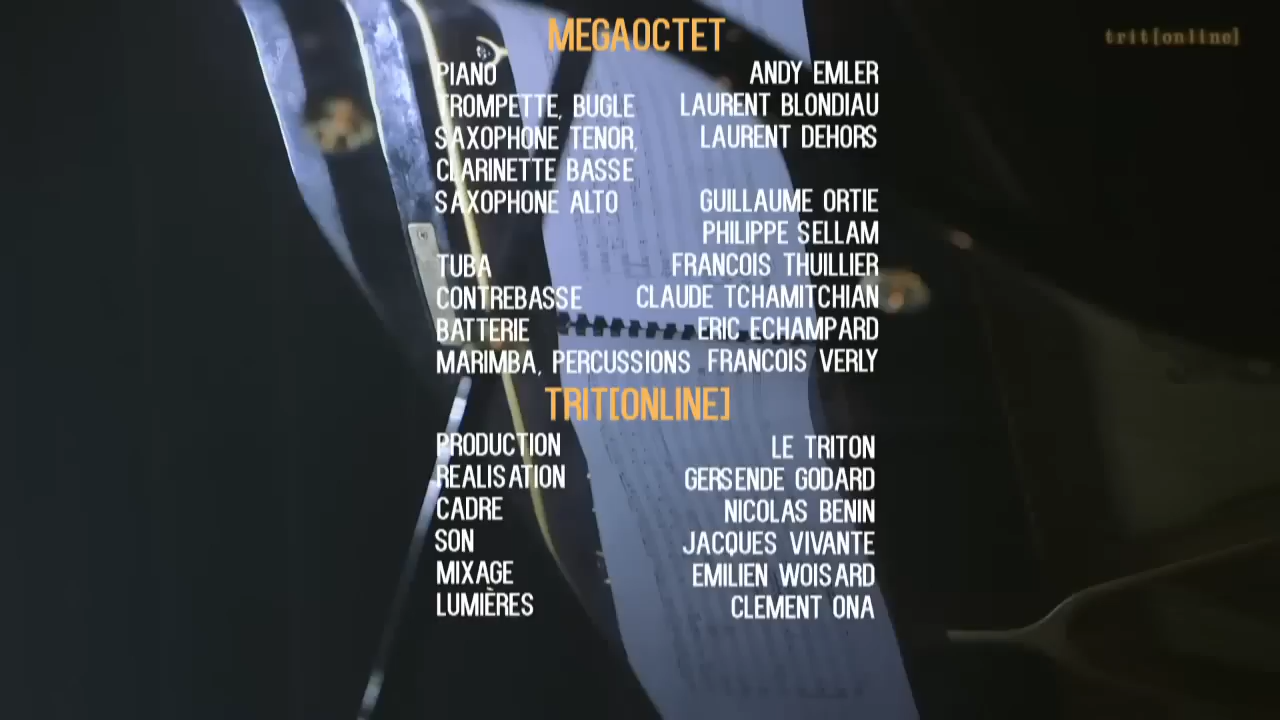 MEGAOCTET
trit[online]
PIANO ANDY EMLER
TROMPETTE, BUGLE LAURENT BLONDIAU
SAXOPHONE TENOR, LAURENT DEHORS
CLARINETTE BASSE
SAXOPHONE ALTO GUILLAUME ORTIE
PHILIPPE SELLAM
TUBA FRANCOIS THUILLIER
CONTREBASSE CLAUDE TCHAMITCHIAN
BATTERIE ERIC ECHAMPARD
MARIMBA, PERCUSSIONS FRANCOIS VERLY
TRIT[ONLINE]
PRODUCTION LE TRITON
REALISATION GERSENDE GODARD
CADRE NICOLAS BENIN
SON JACQUES VIVANTE
MIXAGE EMILIEN WOISARD
LUMIÈRES CLEMENT ONA